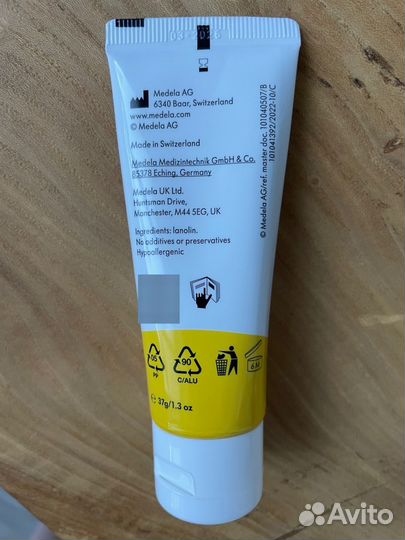 03-2026
Medela AG
6340 Baar, Switzerland
www.medela.com
© Medela AG
Made in Switzerland
Medela Medizintechnik GmbH & Co.
85378 Eching, Germany
Medela UK Ltd.
Huntsman Drive,
Manchester, M44 5EG, UK
Ingredients: lanolin.
No additives or preservatives
Hypoallergenic
© Medela AG/ref. master doc. 101040507/B
101041392/2022-10/C
05
PP
90
C/ALU
6M
e 37g/1.3 oz
Avito